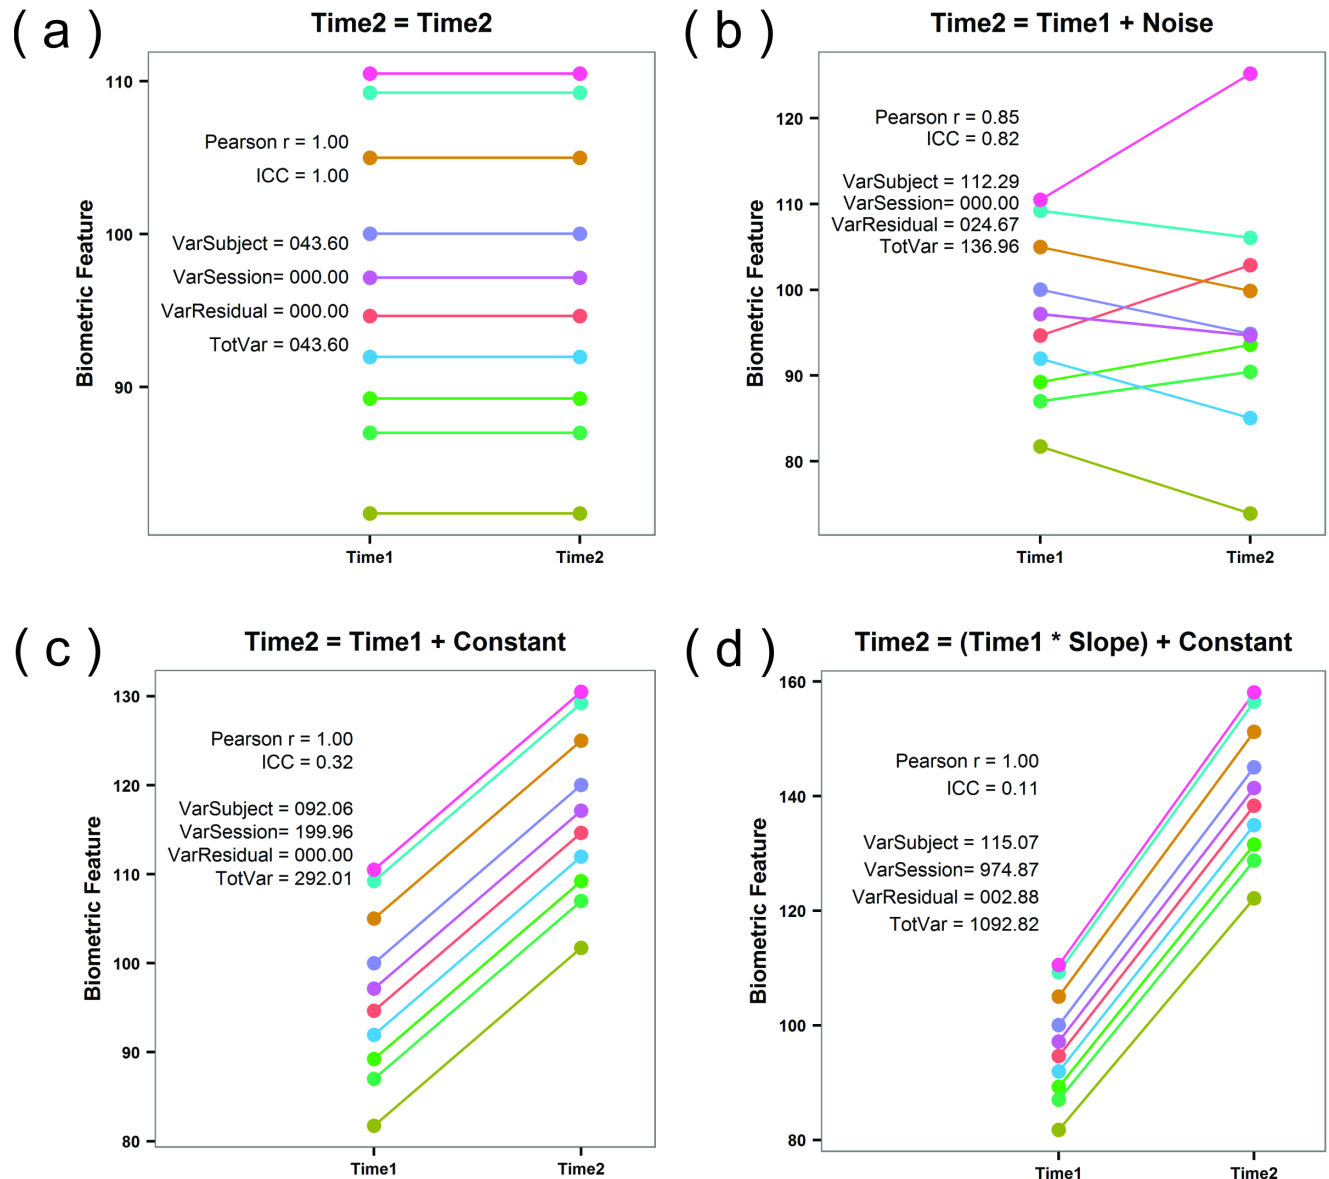 ( a )
Time2 = Time2
Biometric Feature
110
100
90
Pearson r = 1.00
ICC = 1.00
VarSubject = 043.60
VarSession= 000.00
VarResidual = 000.00
TotVar = 043.60
Time1
Time2
( b )
Time2 = Time1 + Noise
Biometric Feature
120
110
100
90
80
Pearson r = 0.85
ICC = 0.82
VarSubject = 112.29
VarSession= 000.00
VarResidual = 024.67
TotVar = 136.96
Time1
Time2
( c )
Time2 = Time1 + Constant
Biometric Feature
130
120
110
100
90
80
Pearson r = 1.00
ICC = 0.32
VarSubject = 092.06
VarSession= 199.96
VarResidual = 000.00
TotVar = 292.01
Time1
Time2
( d )
Time2 = (Time1 * Slope) + Constant
Biometric Feature
160
140
120
100
80
Pearson r = 1.00
ICC = 0.11
VarSubject = 115.07
VarSession= 974.87
VarResidual = 002.88
TotVar = 1092.82
Time1
Time2